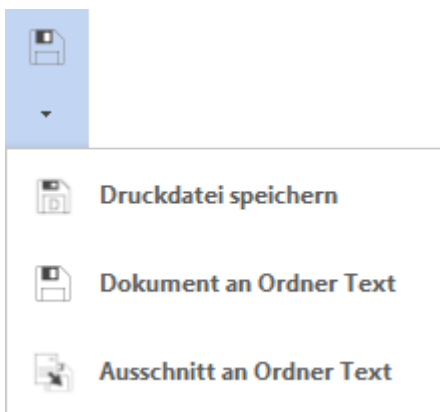 Druckdatei speichern
Dokument an Ordner Text
Ausschnitt an Ordner Text